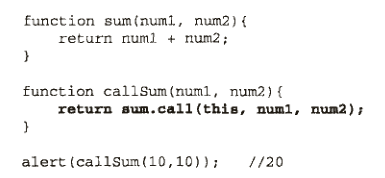 function sum(num1, num2){
    return num1 + num2;
}
function callSum(num1, num2){
    return sum.call(this, num1, num2);
}
alert(callSum(10,10));   //20